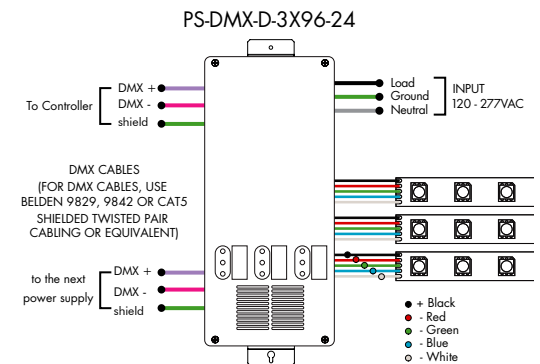 PS-DMX-D-3X96-24
To Controller
DMX +
DMX -
shield
Load
Ground
Neutral
INPUT
120 - 277VAC
DMX CABLES
(FOR DMX CABLES, USE
BELDEN 9829, 9842 OR CAT5
SHIELDED TWISTED PAIR
CABLING OR EQUIVALENT)
to the next
power supply
DMX +
DMX -
shield
+ Black
- Red
- Green
- Blue
- White